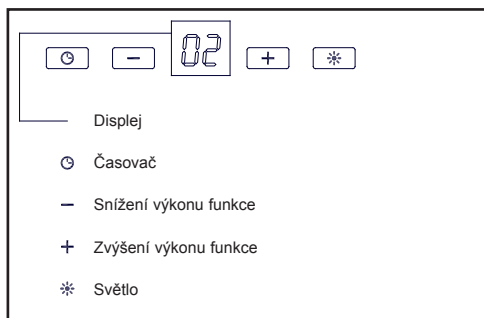 02
Displej
Časovač
Snížení výkonu funkce
Zvýšení výkonu funkce
Světlo